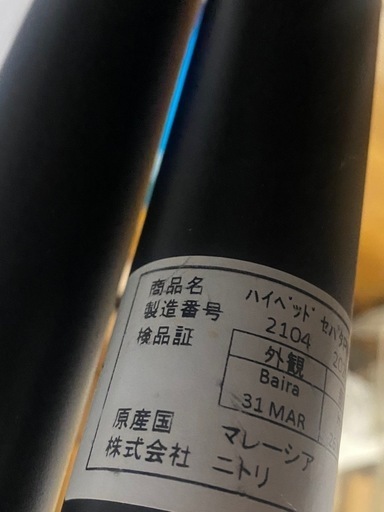 商品名 ハイベッド セパ
製造番号 2104 20
検品証 外観
Baira
31 MAR
原産国 マレーシア
株式会社 ニトリ